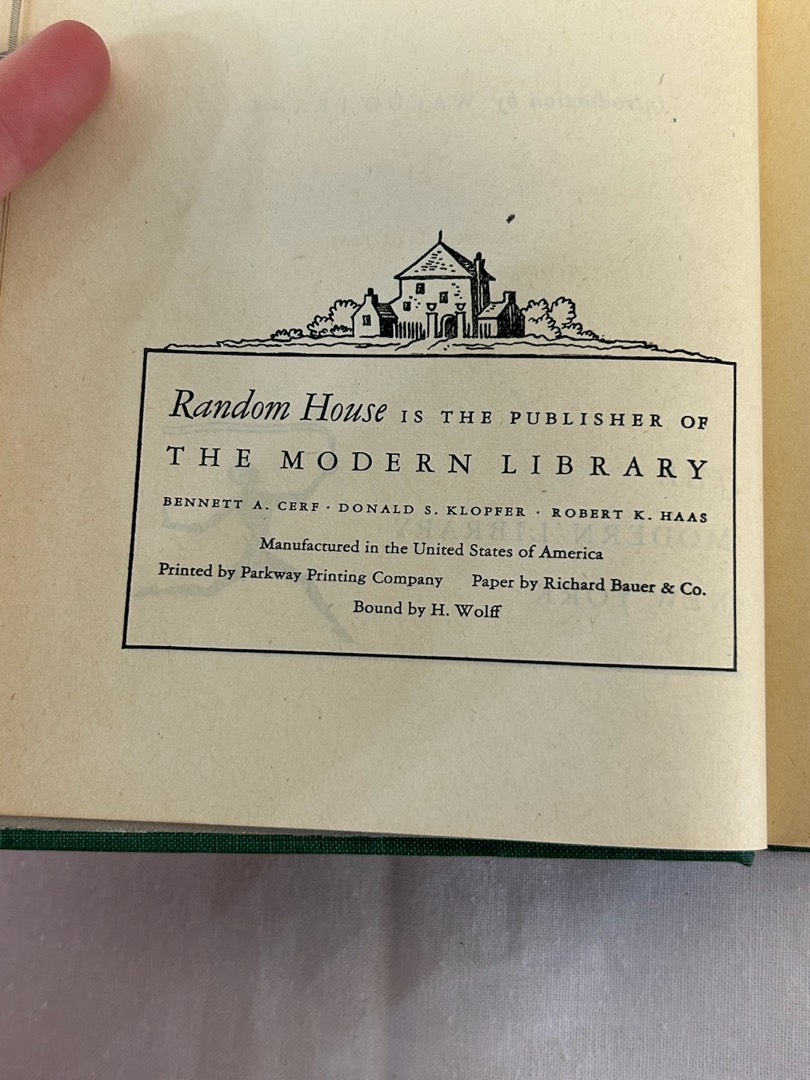 Random House IS THE PUBLISHER OF
THE MODERN LIBRARY
BENNETT A. CERF · DONALD S. KLOPFER · ROBERT K. HAAS
Manufactured in the United States of America
Printed by Parkway Printing Company Paper by Richard Bauer & Co.
Bound by H. Wolff